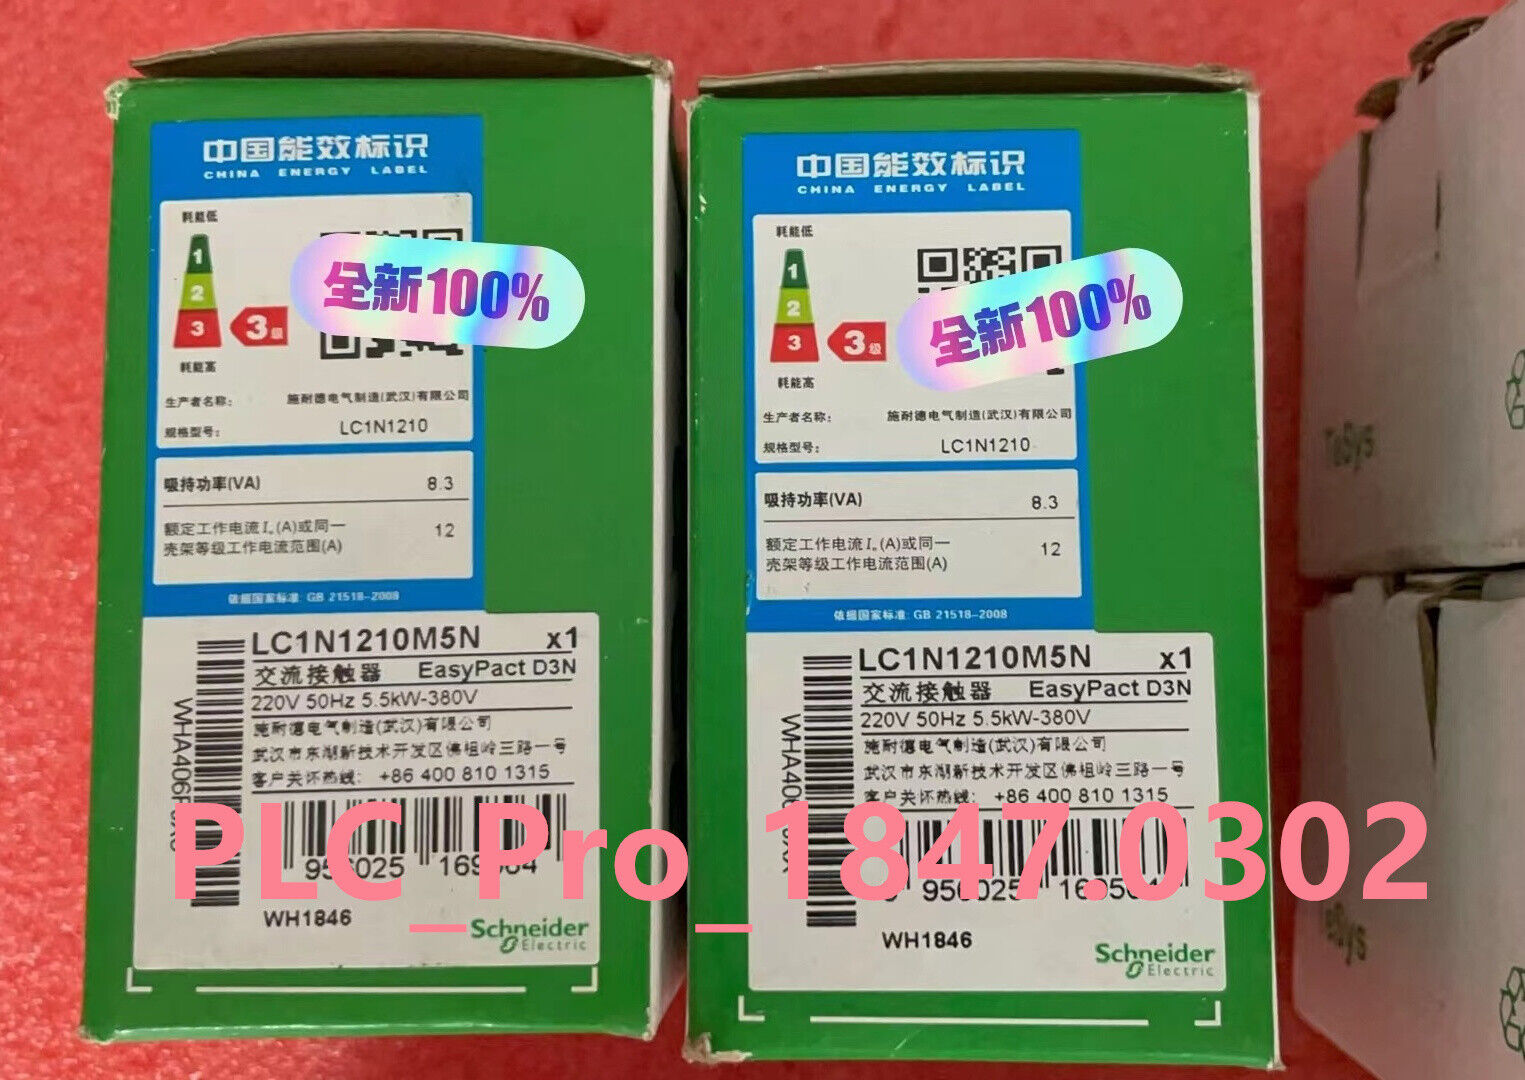 中国能效标识
CHINA ENERGY LABEL
耗能低
1
2
3
3级
耗能高
全新100%
生产者名称: 施耐德电气制造(武汉)有限公司
规格型号: LC1N1210
吸持功率(VA) 8.3
额定工作电流Iₑ(A)或同一 12
壳架等级工作电流范围(A)
依据国家标准: GB 21518-2008
LC1N1210M5N x1
交流接触器 EasyPact D3N
220V 50Hz 5.5kW-380V
施耐德电气制造(武汉)有限公司
武汉市东湖新技术开发区佛祖岭三路一号
客户关怀热线: +86 400 810 1315
WH1846
Schneider
Electric
中国能效标识
CHINA ENERGY LABEL
耗能低
1
2
3
3级
耗能高
全新100%
生产者名称: 施耐德电气制造(武汉)有限公司
规格型号: LC1N1210
吸持功率(VA) 8.3
额定工作电流Iₑ(A)或同一 12
壳架等级工作电流范围(A)
依据国家标准: GB 21518-2008
LC1N1210M5N x1
交流接触器 EasyPact D3N
220V 50Hz 5.5kW-380V
施耐德电气制造(武汉)有限公司
武汉市东湖新技术开发区佛祖岭三路一号
客户关怀热线: +86 400 810 1315
WH1846
Schneider
Electric
PLC_Pro_1847.0302